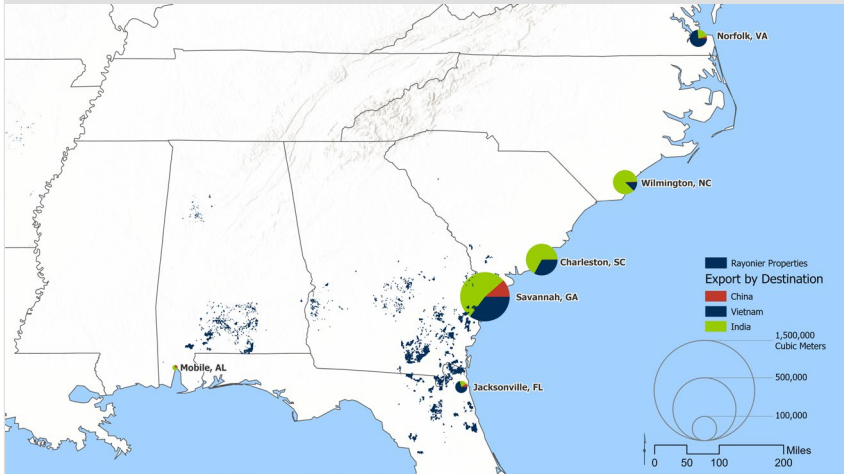 Norfolk, VA
Wilmington, NC
Charleston, SC
Savannah, GA
Mobile, AL
Jacksonville, FL
Rayonier Properties
Export by Destination
China
Vietnam
India
1,500,000
Cubic Meters
500,000
100,000
Miles
0 50 100 200